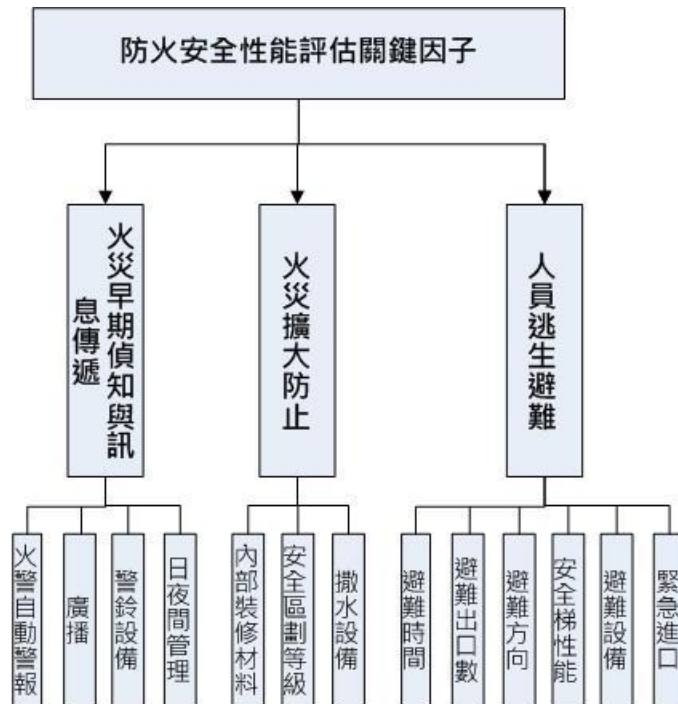 防火安全性能評估關鍵因子
火災早期偵知與訊
息傳遞
火災擴大防止
人員逃生避難
火警自動警報
廣播
警鈴設備
日夜間管理
內部裝修材料
安全區劃等級
撒水設備
避難時間
避難出口數
避難方向
安全梯性能
避難設備
緊急進口